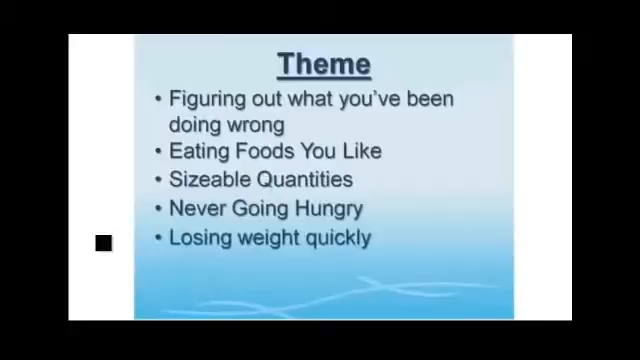 Theme
• Figuring out what you've been
doing wrong
• Eating Foods You Like
• Sizeable Quantities
• Never Going Hungry
• Losing weight quickly